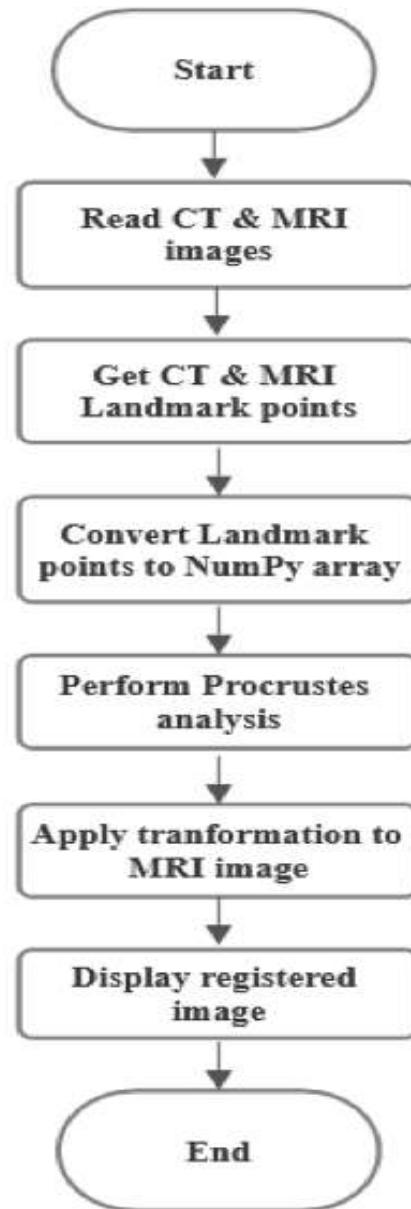 Start
Read CT & MRI
images
Get CT & MRI
Landmark points
Convert Landmark
points to NumPy array
Perform Procrustes
analysis
Apply tranformation to
MRI image
Display registered
image
End